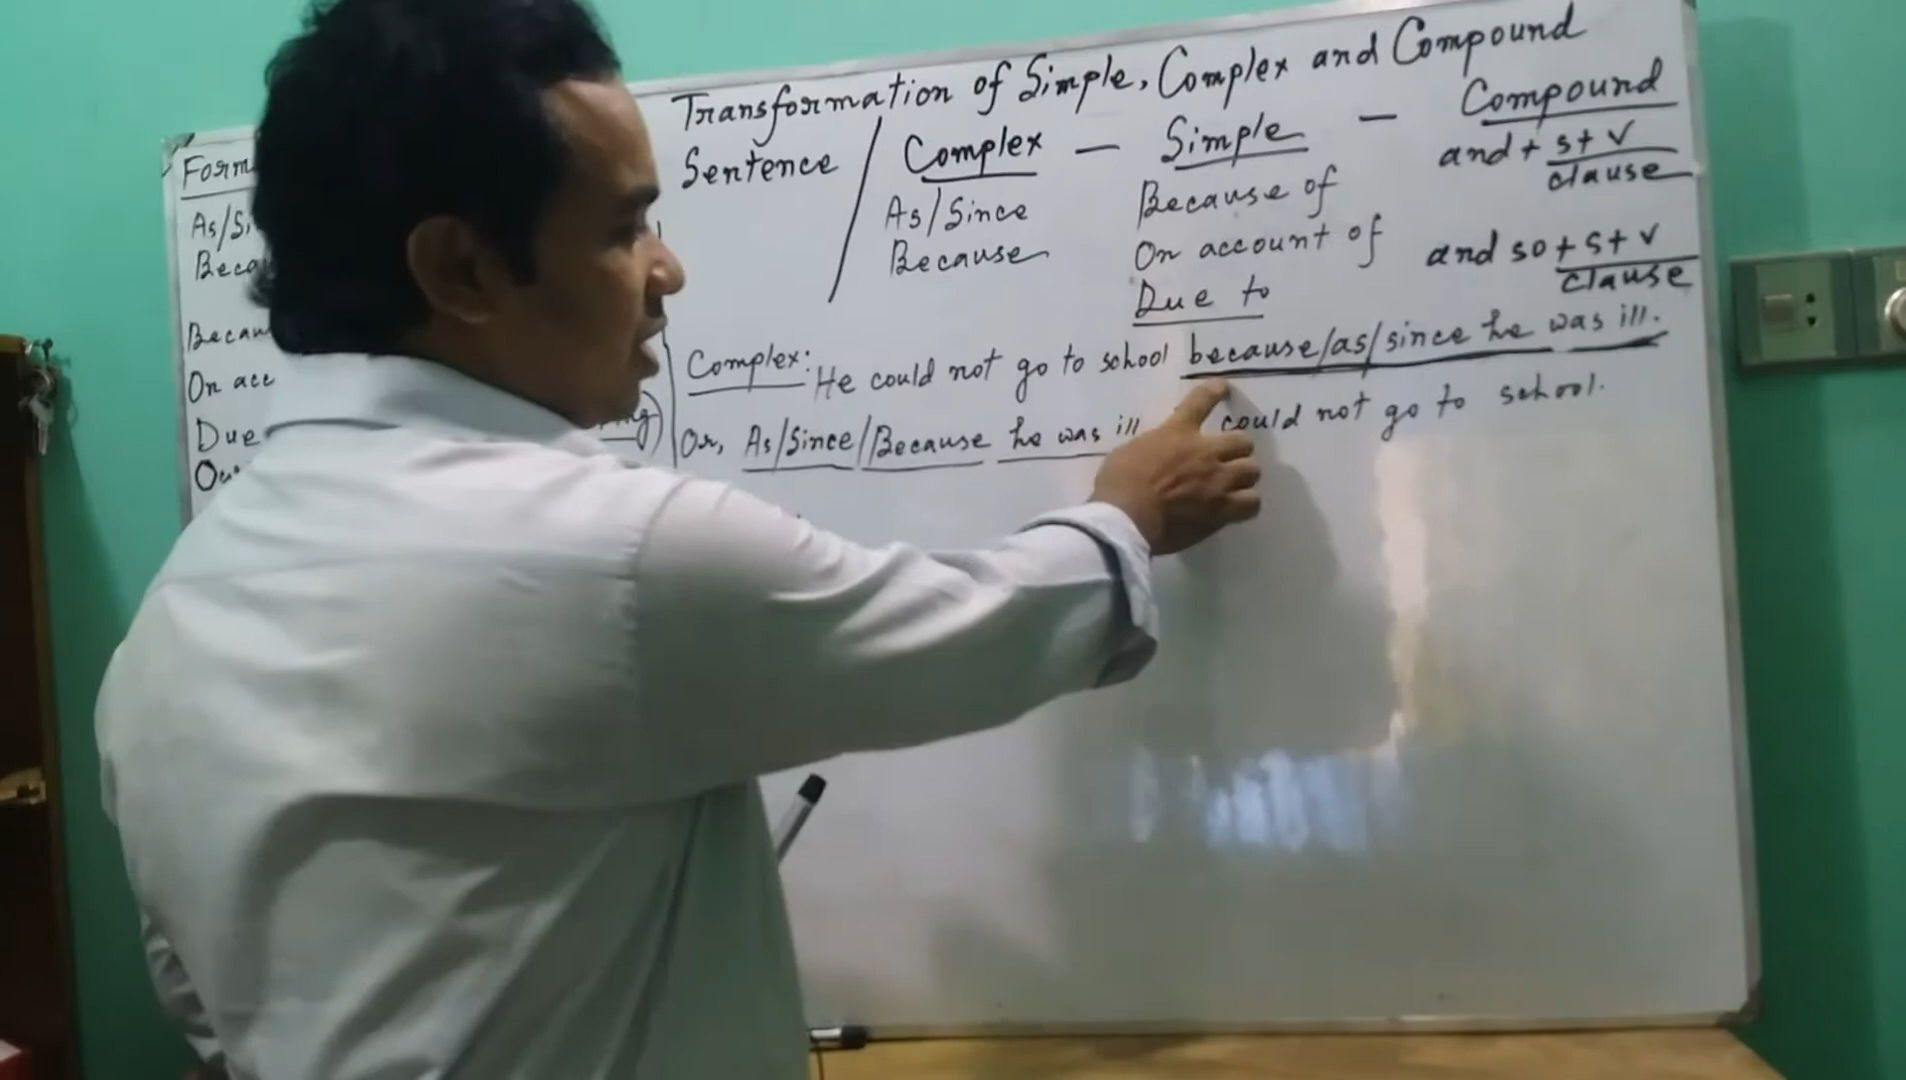 Transformation of Simple, Complex and Compound
Sentence / Complex — Simple — Compound
As/Since
Because
Because of
On account of
Due to
and + s + v
clause
and so + s + v
clause
Complex: He could not go to school because/as/since he was ill.
Or, As/Since/Because he was ill could not go to school.
Form
As/Si
Beca
Becau
On acc
Due